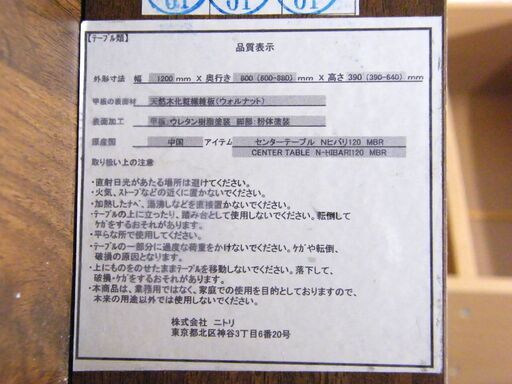 01 01 01
【テーブル類】
品質表示
外形寸法 幅 1200 mm X 奥行き 600 (600-880) mm X 高さ 390 (390-640) mm
甲板の表面材 天然木化粧繊維板(ウォルナット)
表面加工 甲板:ウレタン樹脂塗装 脚部:粉体塗装
原産国 中国 アイテム センターテーブル Nヒバリ120 MBR
CENTER TABLE N-HIBARI120 MBR
取り扱い上の注意
・直射日光があたる場所は避けてください。
・火気、ストーブなどの近くに置かないでください。
・加熱したナベ、湯沸しなどを直接置かないでください。
・テーブルの上に立ったり、踏み台として使用しないでください。転倒して
ケガをするおそれがあります。
・平らな所で使用してください。
・テーブルの一部分に過度な荷重をかけないでください。ケガや転倒、
破損の原因となります。
・上にものをのせたままテーブルを移動しないでください。落下して、
破損・ケガをするおそれがあります。
・本商品は、業務用ではなく、家庭での使用を目的としておりますので、
本来の用途以外では使用しないでください。
株式会社 ニトリ
東京都北区神谷3丁目6番20号